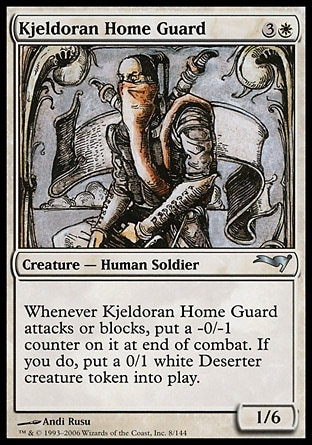 Kjeldoran Home Guard 3
Creature — Human Soldier
Whenever Kjeldoran Home Guard
attacks or blocks, put a -0/-1
counter on it at end of combat. If
you do, put a 0/1 white Deserter
creature token into play.
Andi Rusu
™ & © 1993–2006 Wizards of the Coast, Inc. 8/144
1/6